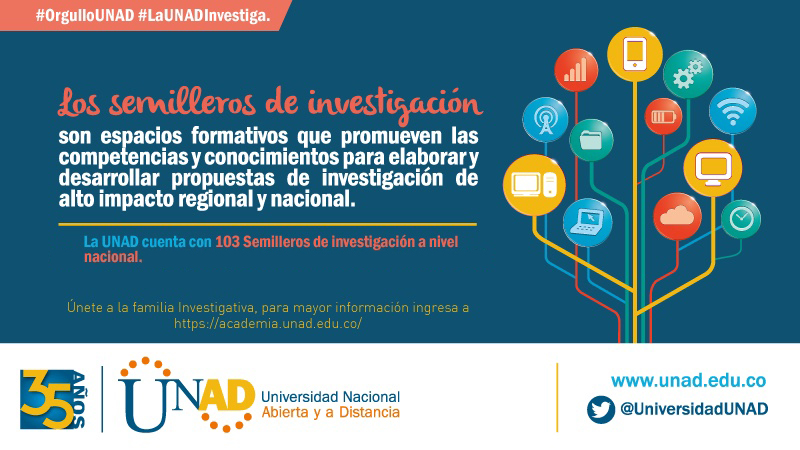 #OrgulloUNAD #LaUNADInvestiga.
Los semilleros de investigación
son espacios formativos que promueven las
competencias y conocimientos para elaborar y
desarrollar propuestas de investigación de
alto impacto regional y nacional.
La UNAD cuenta con 103 Semilleros de investigación a nivel
nacional.
Únete a la familia Investigativa, para mayor información ingresa a
https://academia.unad.edu.co/
35 AÑOS
UNAD
Universidad Nacional
Abierta y a Distancia
www.unad.edu.co
@UniversidadUNAD